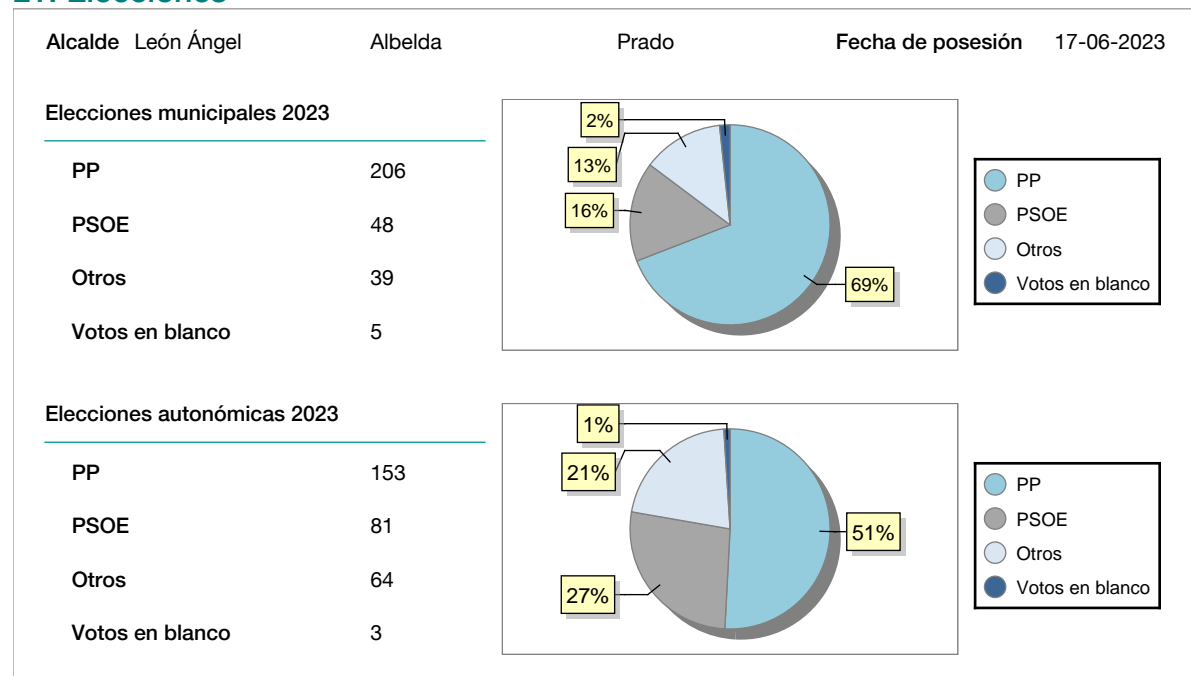 Alcalde León Ángel Albelda Prado Fecha de posesión 17-06-2023
Elecciones municipales 2023
PP 206
PSOE 48
Otros 39
Votos en blanco 5
2%
13%
16%
69%
PP
PSOE
Otros
Votos en blanco
Elecciones autonómicas 2023
PP 153
PSOE 81
Otros 64
Votos en blanco 3
1%
21%
27%
51%
PP
PSOE
Otros
Votos en blanco